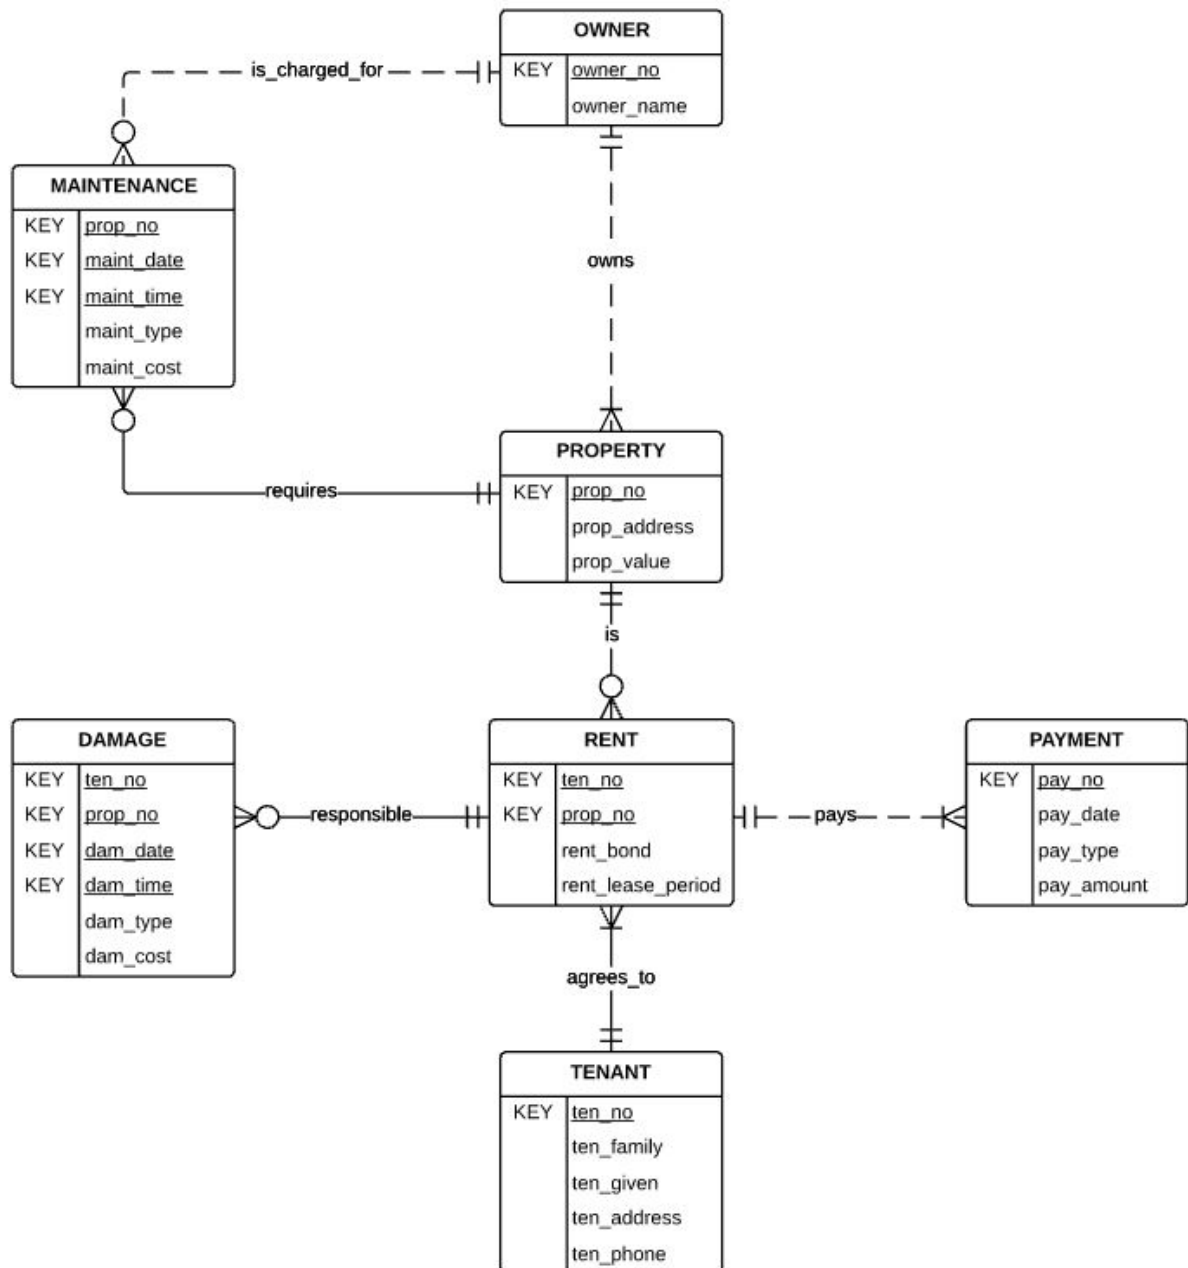 OWNER
KEY owner_no
owner_name
is_charged_for
MAINTENANCE
KEY prop_no
KEY maint_date
KEY maint_time
maint_type
maint_cost
owns
requires
PROPERTY
KEY prop_no
prop_address
prop_value
is
DAMAGE
KEY ten_no
KEY prop_no
KEY dam_date
KEY dam_time
dam_type
dam_cost
responsible
RENT
KEY ten_no
KEY prop_no
rent_bond
rent_lease_period
pays
PAYMENT
KEY pay_no
pay_date
pay_type
pay_amount
agrees_to
TENANT
KEY ten_no
ten_family
ten_given
ten_address
ten_phone